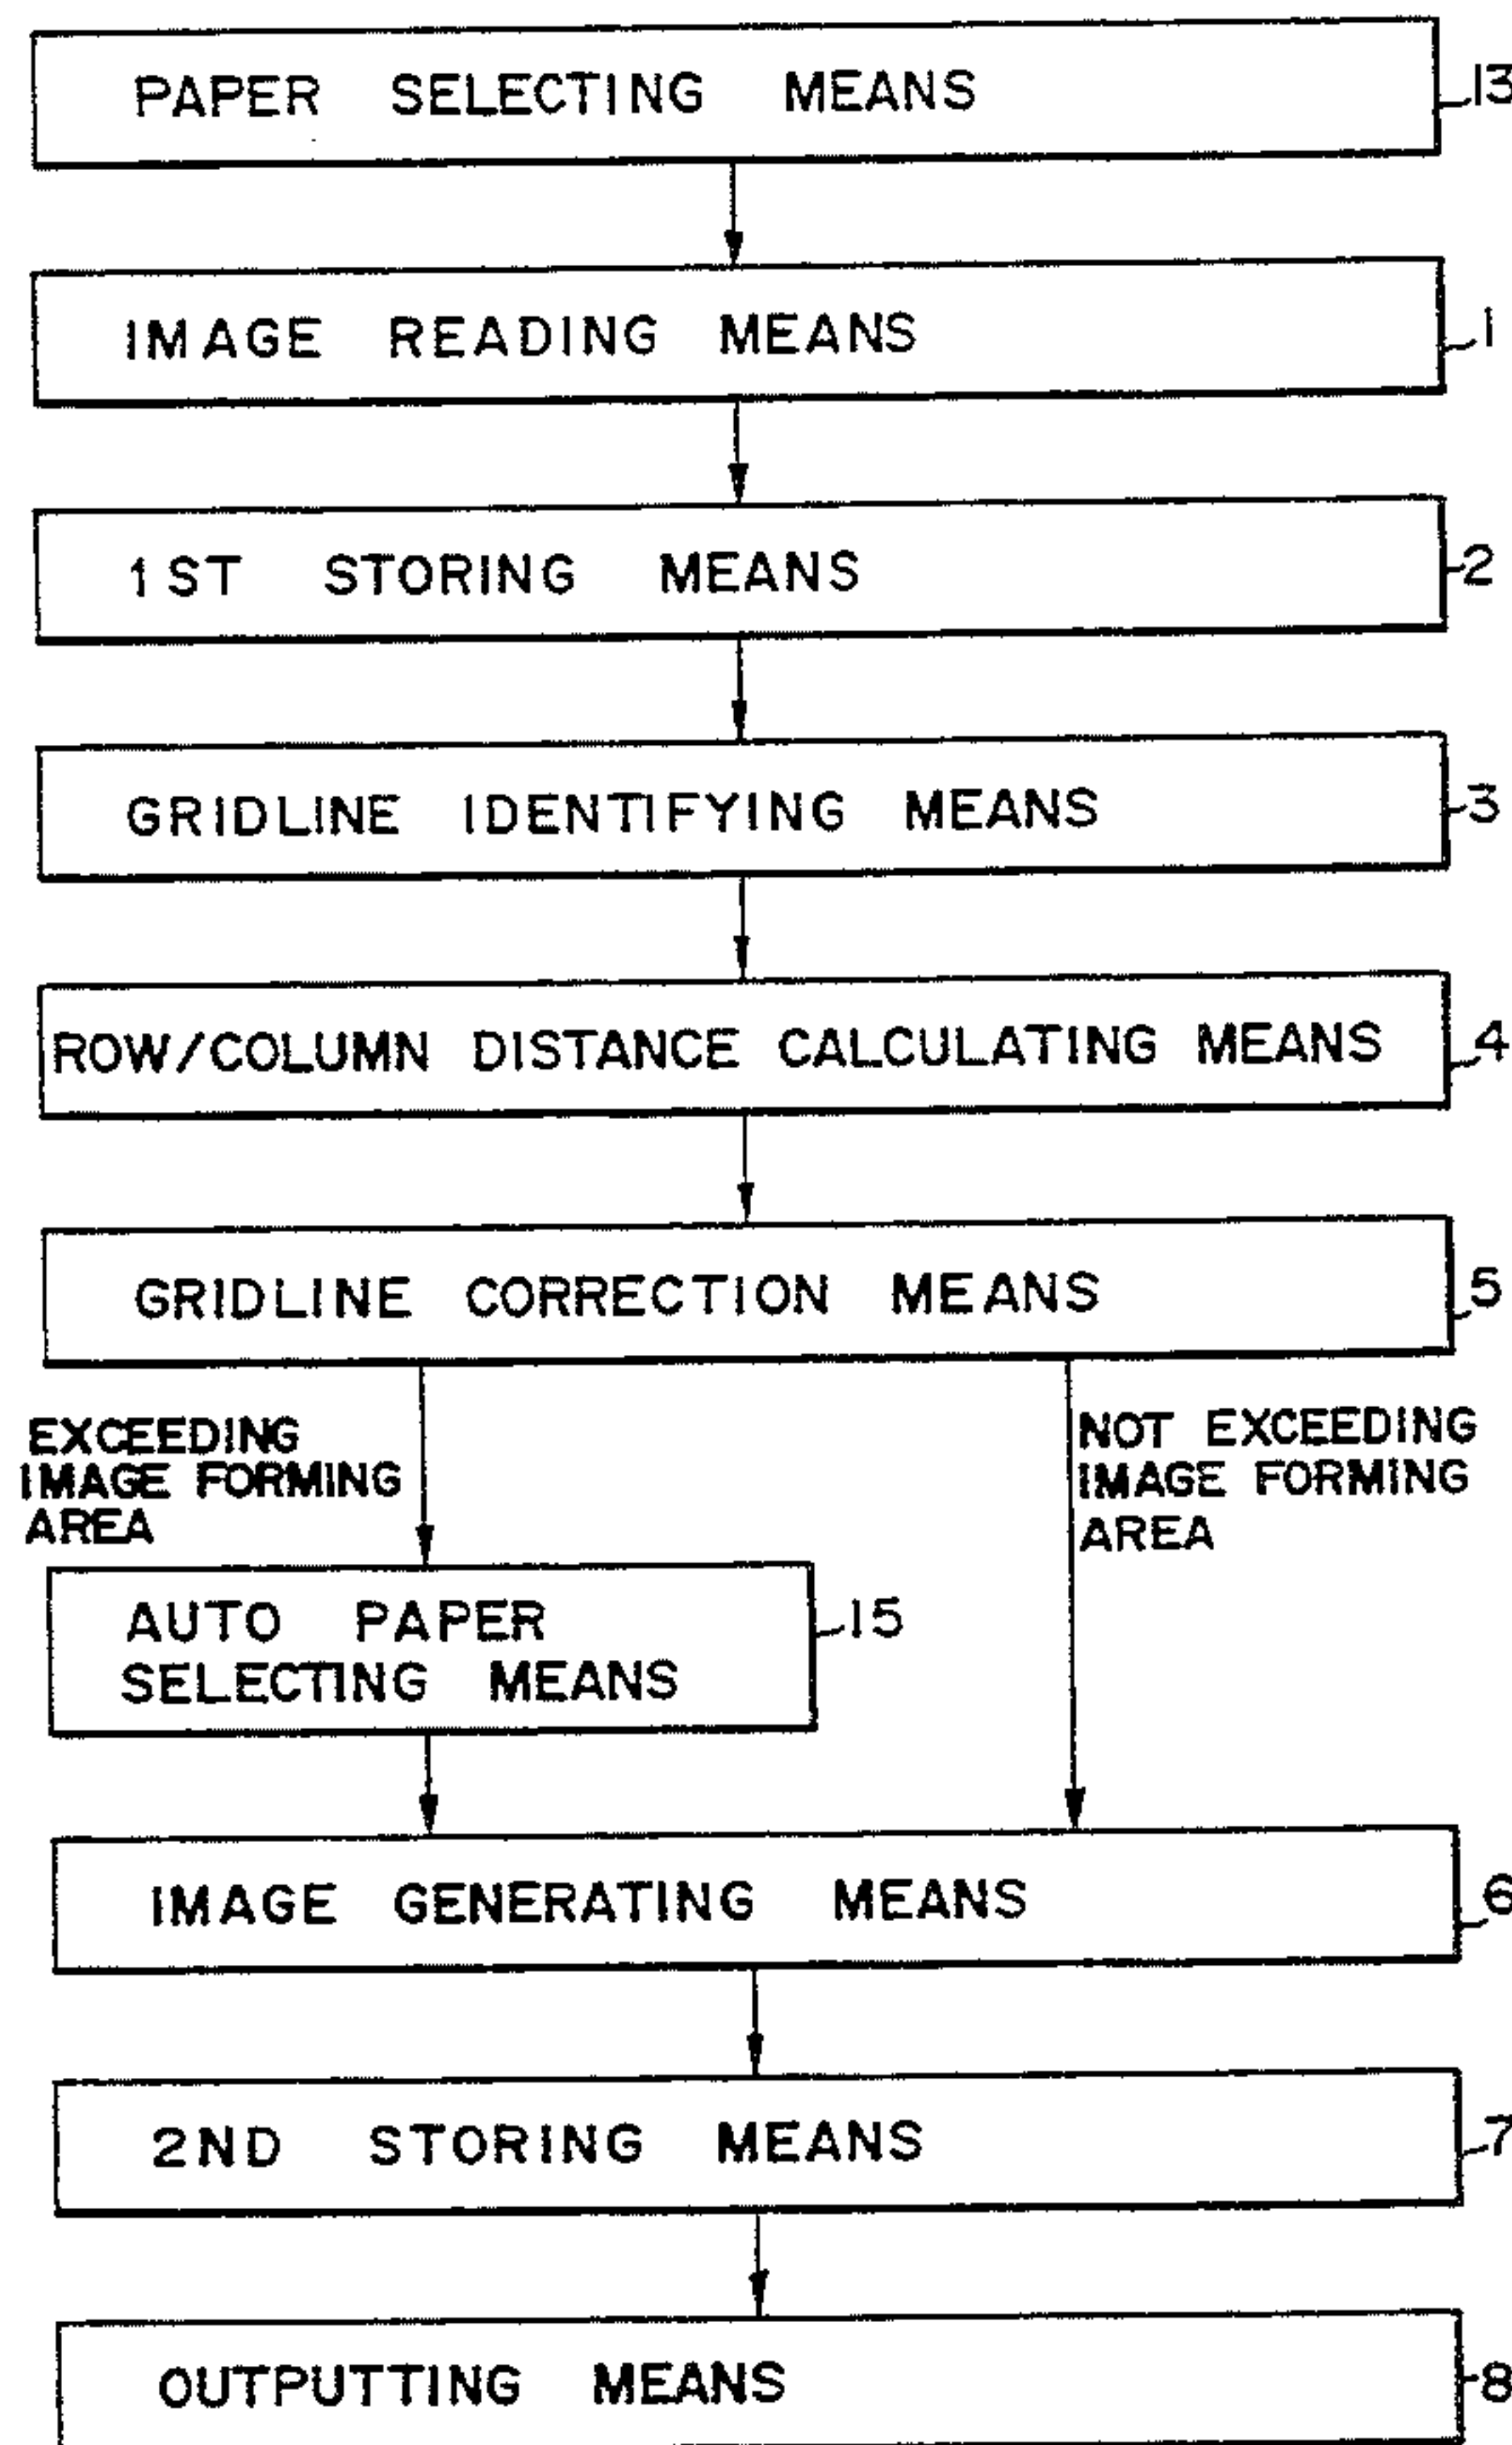 PAPER SELECTING MEANS 13
IMAGE READING MEANS 1
1ST STORING MEANS 2
GRIDLINE IDENTIFYING MEANS 3
ROW/COLUMN DISTANCE CALCULATING MEANS 4
GRIDLINE CORRECTION MEANS 5
EXCEEDING
IMAGE FORMING
AREA
NOT EXCEEDING
IMAGE FORMING
AREA
AUTO PAPER
SELECTING MEANS
15
IMAGE GENERATING MEANS 6
2ND STORING MEANS 7
OUTPUTTING MEANS 8